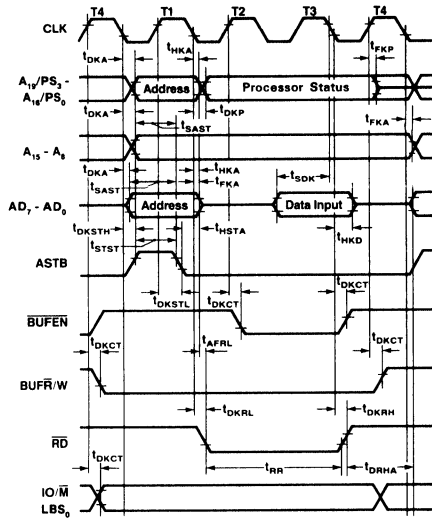 T4 T1 T2 T3 T4
CLK
tDKA tHKA tFKP
A19/PS3 - Address Processor Status
A16/PS0
tDKA tSAST tDKP tFKA
A15 - A8
tDKA tHKA
tSAST tFKA tSDK
AD7 - AD0 Address Data Input
tDKSTH tHSTA tHKD
tSTST
ASTB
tDKSTL tDKCT tDKCT
BUFEN
tDKCT tAFRL tDKCT
BUFR/W
tDKRL tDKRH
RD
tDKCT tRR tDRHA
IO/M
LBS0